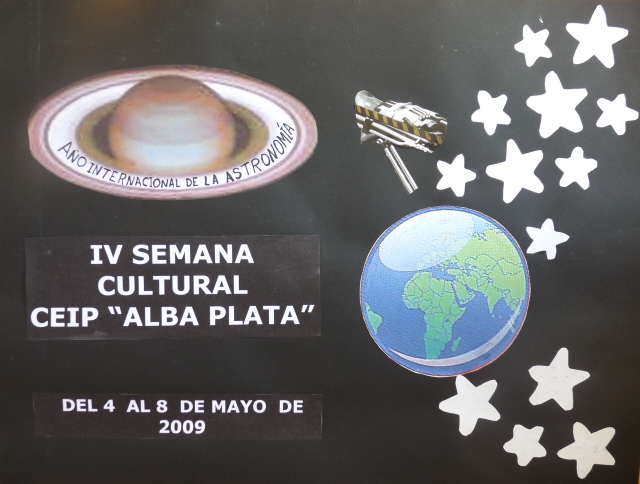 AÑO INTERNACIONAL DE LA ASTRONOMÍA
IV SEMANA
CULTURAL
CEIP “ALBA PLATA”
DEL 4 AL 8 DE MAYO DE
2009